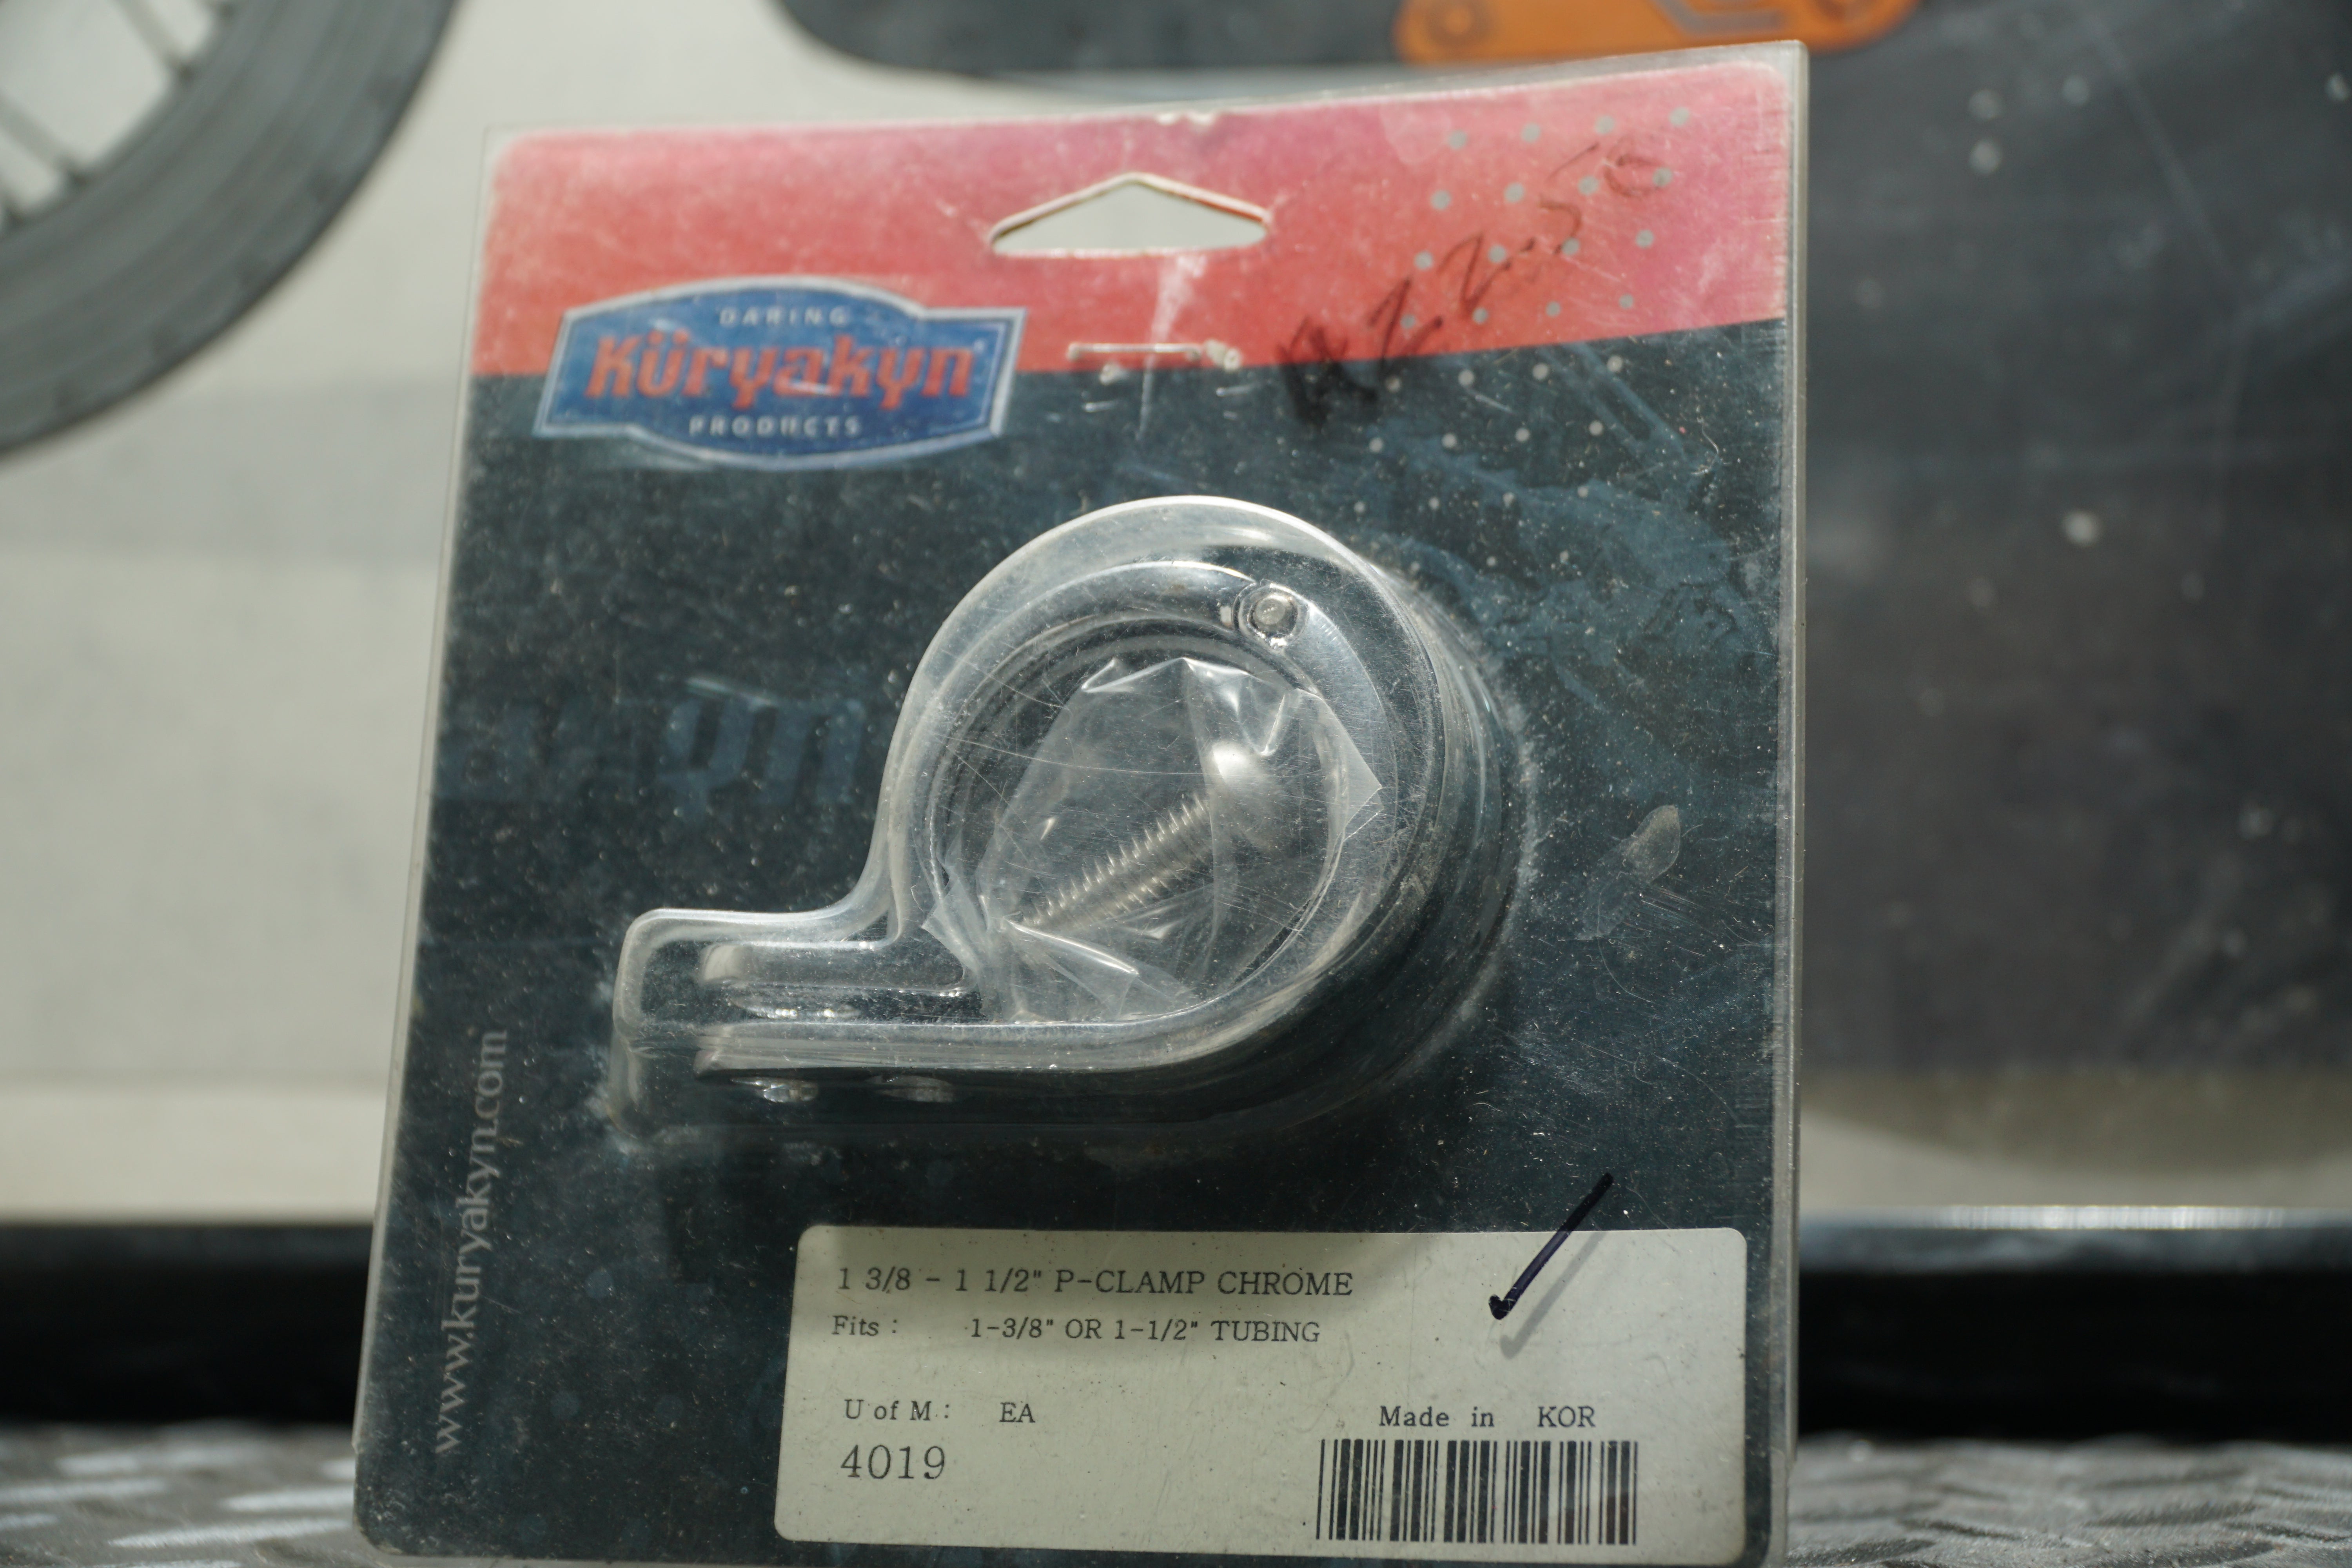 DARING
Küryakyn
PRODUCTS
www.kuryakyn.com
1 3/8 - 1 1/2" P-CLAMP CHROME
Fits : 1-3/8" OR 1-1/2" TUBING
U of M : EA
Made in KOR
4019